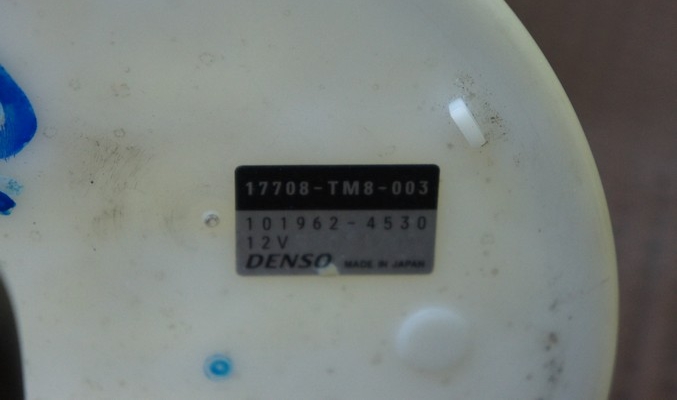 17708-TM8-003
101962-4530
12V
DENSO MADE IN JAPAN